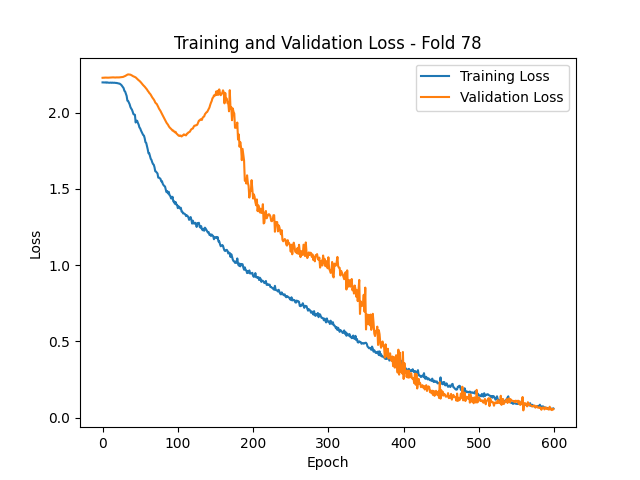 Training and Validation Loss - Fold 78
Training Loss
Validation Loss
2.0
1.5
1.0
0.5
0.0
Loss
0 100 200 300 400 500 600
Epoch